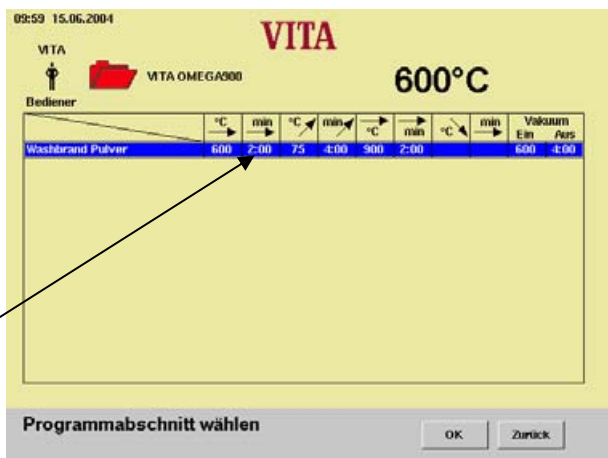 09:59 15.06.2004
VITA
VITA
VITA OMEGA900
600°C
Bediener
°C min °C min °C min °C min Vakuum
Ein Aus
Washbrand Pulver 600 2:00 75 4:00 900 2:00 600 4:00
Programmabschnitt wählen
OK Zurück